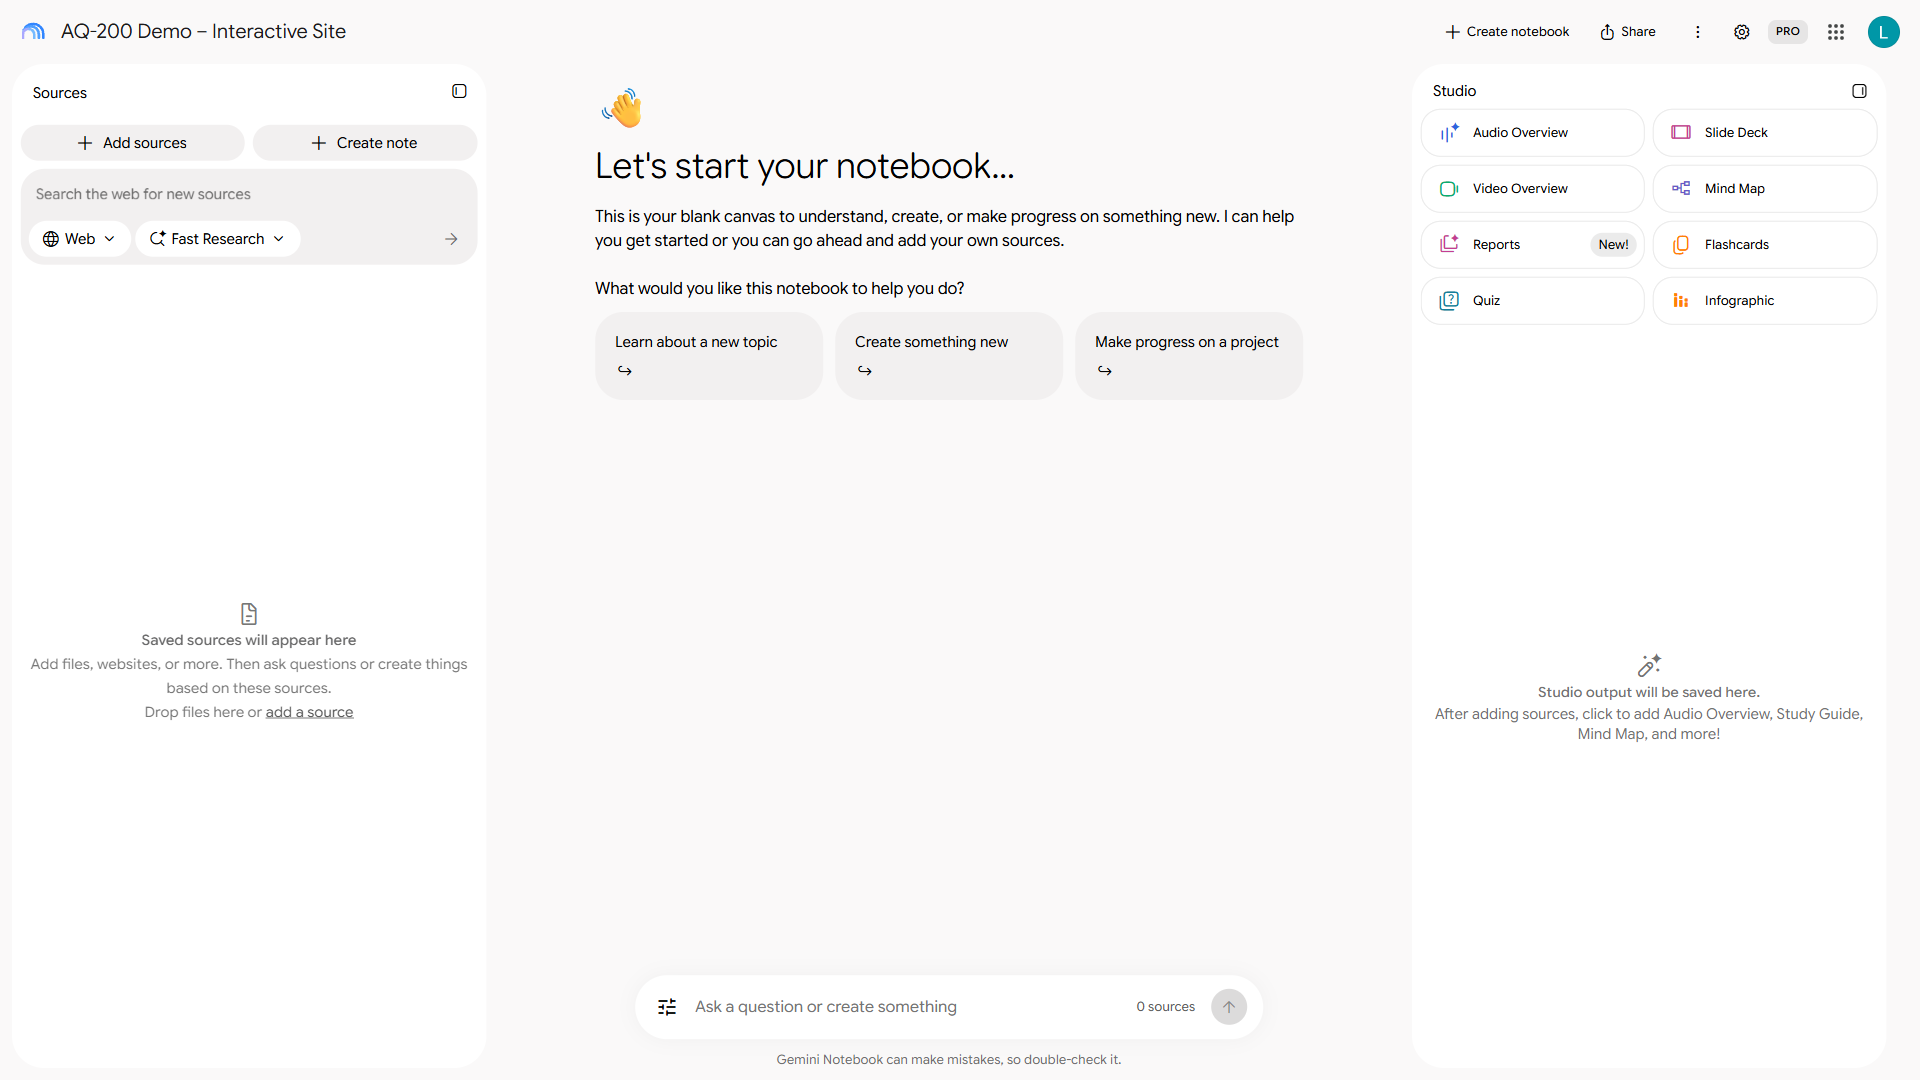 AQ-200 Demo – Interactive Site
Create notebook
Share
PRO
L
Sources
Add sources
Create note
Search the web for new sources
Web
Fast Research
Saved sources will appear here
Add files, websites, or more. Then ask questions or create things
based on these sources.
Drop files here or add a source
Let's start your notebook...
This is your blank canvas to understand, create, or make progress on something new. I can help
you get started or you can go ahead and add your own sources.
What would you like this notebook to help you do?
Learn about a new topic
Create something new
Make progress on a project
Ask a question or create something
0 sources
Gemini Notebook can make mistakes, so double-check it.
Studio
Audio Overview
Slide Deck
Video Overview
Mind Map
Reports
New!
Flashcards
Quiz
Infographic
Studio output will be saved here.
After adding sources, click to add Audio Overview, Study Guide,
Mind Map, and more!